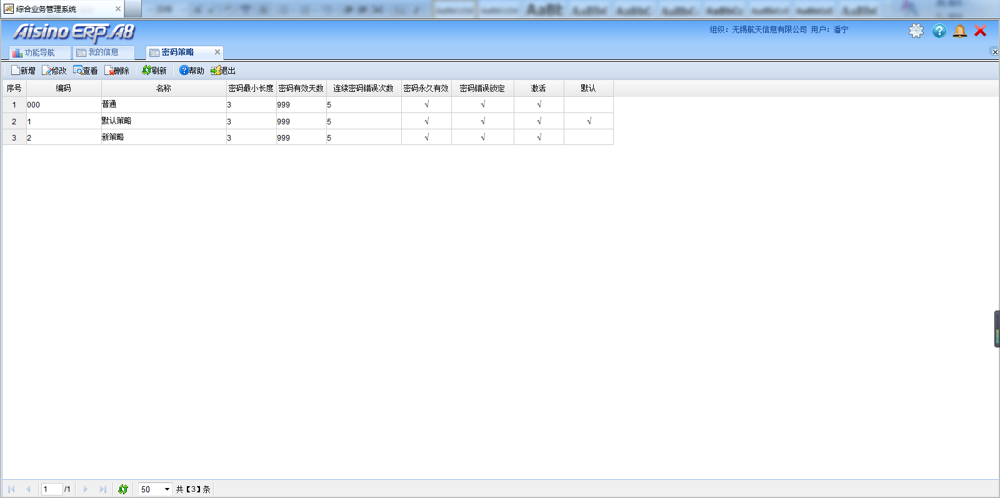 综合业务管理系统
AaBb
Aisino ERP.A8
组织：无锡航天信息有限公司 用户：潘宁
功能导航 我的信息 密码策略
新增 修改 查看 删除 刷新 帮助 退出
序号 编码 名称 密码最小长度 密码有效天数 连续密码错误次数 密码永久有效 密码错误锁定 激活 默认
1 000 普通 3 999 5 √ √ √
2 1 默认策略 3 999 5 √ √ √ √
3 2 新策略 3 999 5 √ √ √
1 /1 50 共【3】条